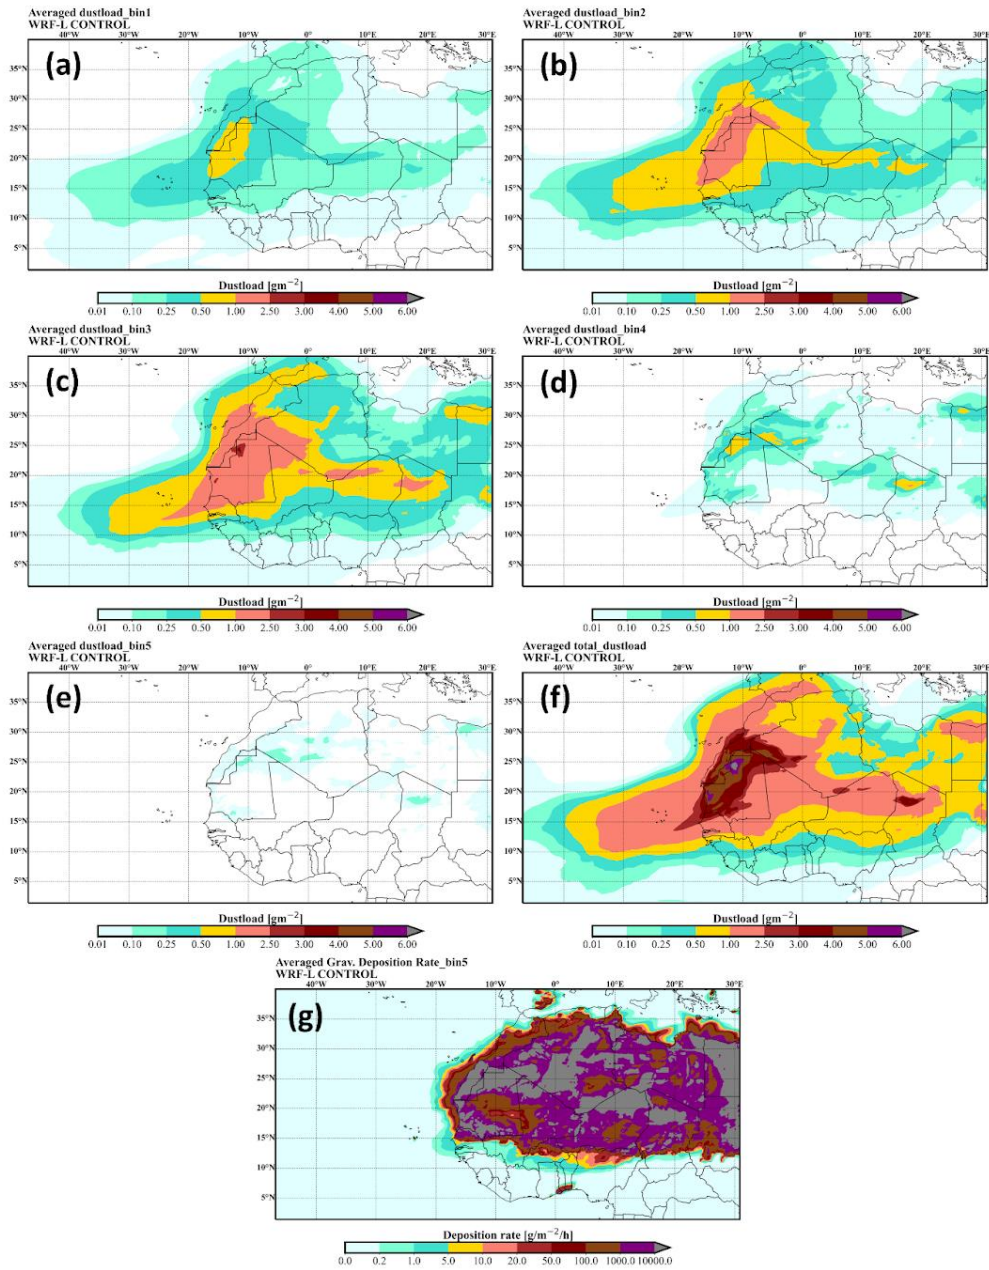 Averaged dustload_bin1
WRF-L CONTROL
40°W 20°W 10°W 0°E 10°E 20°E 30°E
(a)
35°N
30°N
25°N
20°N
15°N
10°N
5°N
Dustload [gm⁻²]
0.01 0.10 0.25 0.50 1.00 2.50 3.00 4.00 5.00 6.00
Averaged dustload_bin2
WRF-L CONTROL
40°W 20°W 10°W 0°E 10°E 20°E 30°E
(b)
35°N
30°N
25°N
20°N
15°N
10°N
5°N
Dustload [gm⁻²]
0.01 0.10 0.25 0.50 1.00 2.50 3.00 4.00 5.00 6.00
Averaged dustload_bin3
WRF-L CONTROL
40°W 20°W 10°W 0°E 10°E 20°E 30°E
(c)
35°N
30°N
25°N
20°N
15°N
10°N
5°N
Dustload [gm⁻²]
0.01 0.10 0.25 0.50 1.00 2.50 3.00 4.00 5.00 6.00
Averaged dustload_bin4
WRF-L CONTROL
40°W 20°W 10°W 0°E 10°E 20°E 30°E
(d)
35°N
30°N
25°N
20°N
15°N
10°N
5°N
Dustload [gm⁻²]
0.01 0.10 0.25 0.50 1.00 2.50 3.00 4.00 5.00 6.00
Averaged dustload_bin5
WRF-L CONTROL
40°W 20°W 10°W 0°E 10°E 20°E 30°E
(e)
35°N
30°N
25°N
20°N
15°N
10°N
5°N
Dustload [gm⁻²]
0.01 0.10 0.25 0.50 1.00 2.50 3.00 4.00 5.00 6.00
Averaged total_dustload
WRF-L CONTROL
40°W 20°W 10°W 0°E 10°E 20°E 30°E
(f)
35°N
30°N
25°N
20°N
15°N
10°N
5°N
Dustload [gm⁻²]
0.01 0.10 0.25 0.50 1.00 2.50 3.00 4.00 5.00 6.00
Averaged Grav. Deposition Rate_bin5
WRF-L CONTROL
40°W 20°W 10°W 0°E 10°E 20°E 30°E
(g)
35°N
30°N
25°N
20°N
15°N
10°N
5°N
Deposition rate [g/m⁻²/h]
0.0 0.2 1.0 5.0 10.0 20.0 50.0 100.0 1000.0 10000.0